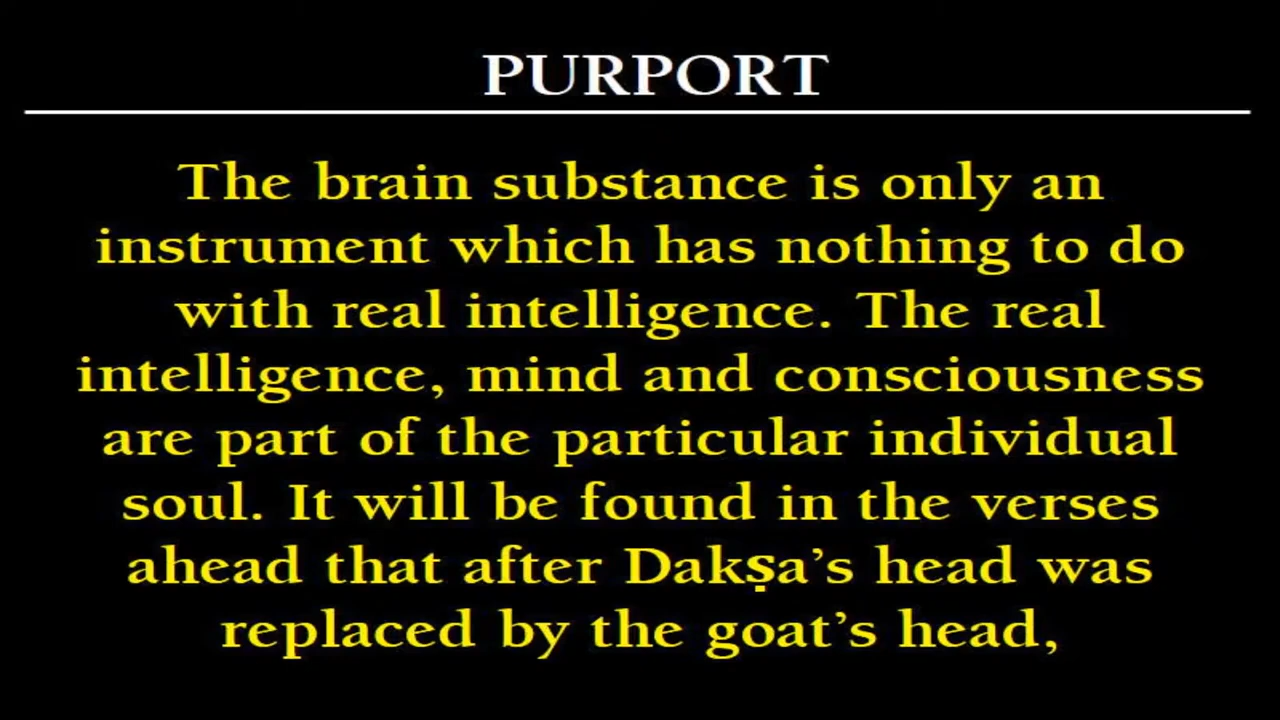 PURPORT
The brain substance is only an
instrument which has nothing to do
with real intelligence. The real
intelligence, mind and consciousness
are part of the particular individual
soul. It will be found in the verses
ahead that after Dakṣa’s head was
replaced by the goat’s head,